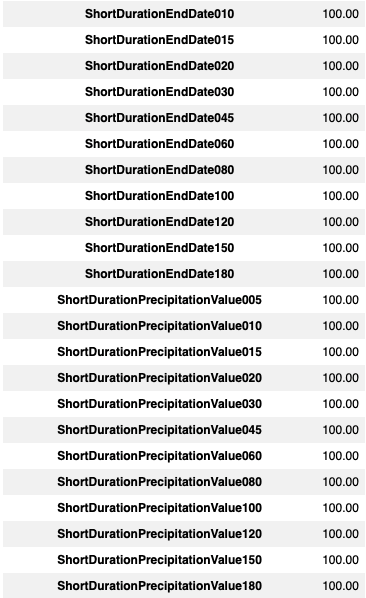 ShortDurationEndDate010 100.00
ShortDurationEndDate015 100.00
ShortDurationEndDate020 100.00
ShortDurationEndDate030 100.00
ShortDurationEndDate045 100.00
ShortDurationEndDate060 100.00
ShortDurationEndDate080 100.00
ShortDurationEndDate100 100.00
ShortDurationEndDate120 100.00
ShortDurationEndDate150 100.00
ShortDurationEndDate180 100.00
ShortDurationPrecipitationValue005 100.00
ShortDurationPrecipitationValue010 100.00
ShortDurationPrecipitationValue015 100.00
ShortDurationPrecipitationValue020 100.00
ShortDurationPrecipitationValue030 100.00
ShortDurationPrecipitationValue045 100.00
ShortDurationPrecipitationValue060 100.00
ShortDurationPrecipitationValue080 100.00
ShortDurationPrecipitationValue100 100.00
ShortDurationPrecipitationValue120 100.00
ShortDurationPrecipitationValue150 100.00
ShortDurationPrecipitationValue180 100.00